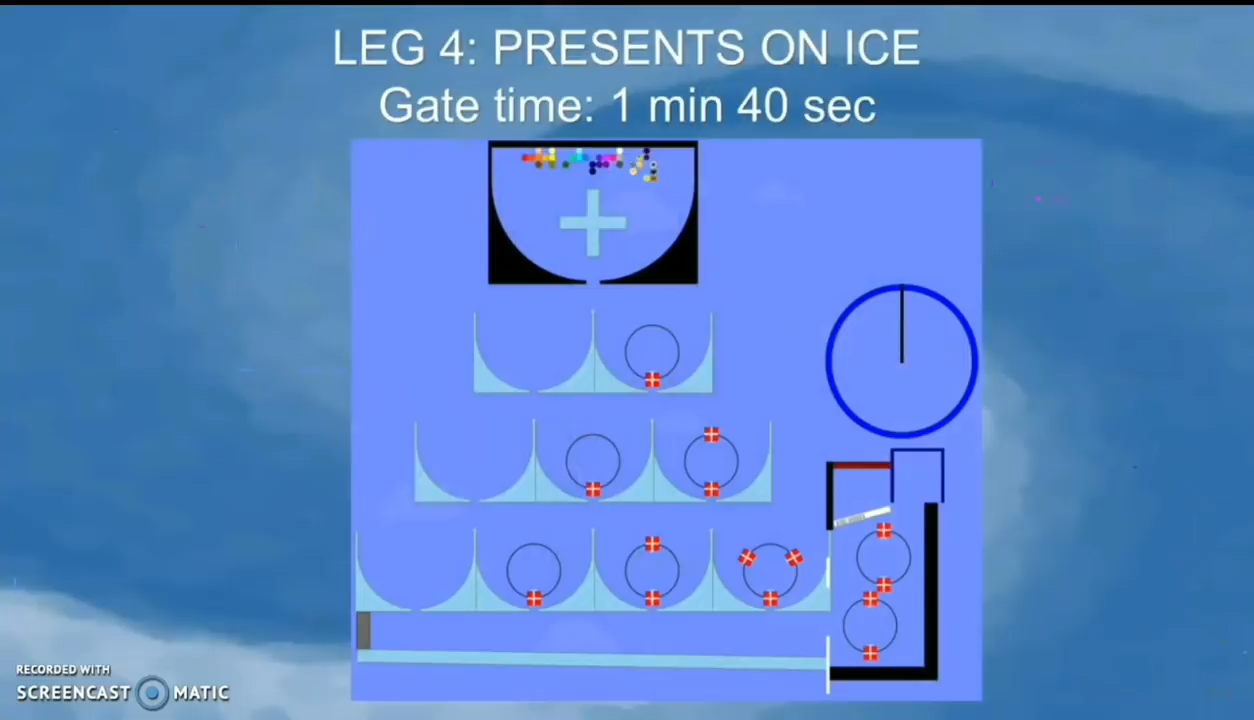 LEG 4: PRESENTS ON ICE
Gate time: 1 min 40 sec
RECORDED WITH
SCREENCAST MATIC